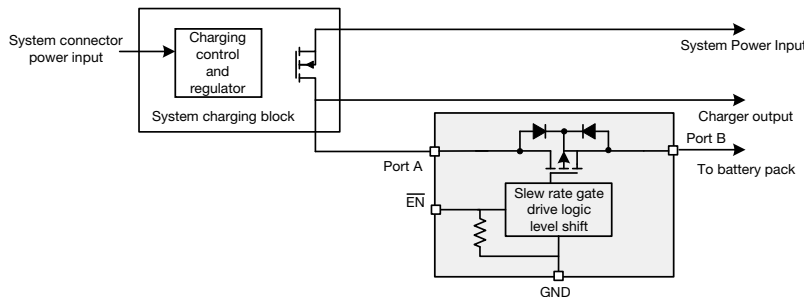 System connector
power input
Charging
control
and
regulator
System charging block
System Power Input
Charger output
Port A
Port B
To battery pack
EN
Slew rate gate
drive logic
level shift
GND